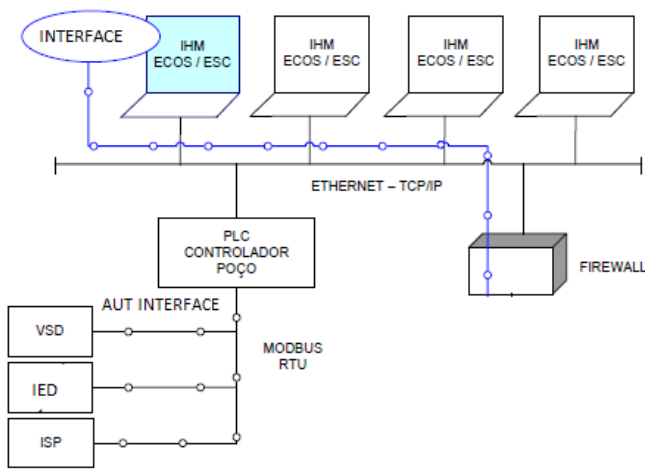 INTERFACE
IHM
ECOS / ESC
IHM
ECOS / ESC
IHM
ECOS / ESC
IHM
ECOS / ESC
ETHERNET – TCP/IP
PLC
CONTROLADOR
POÇO
FIREWALL
AUT INTERFACE
VSD
MODBUS
RTU
IED
ISP